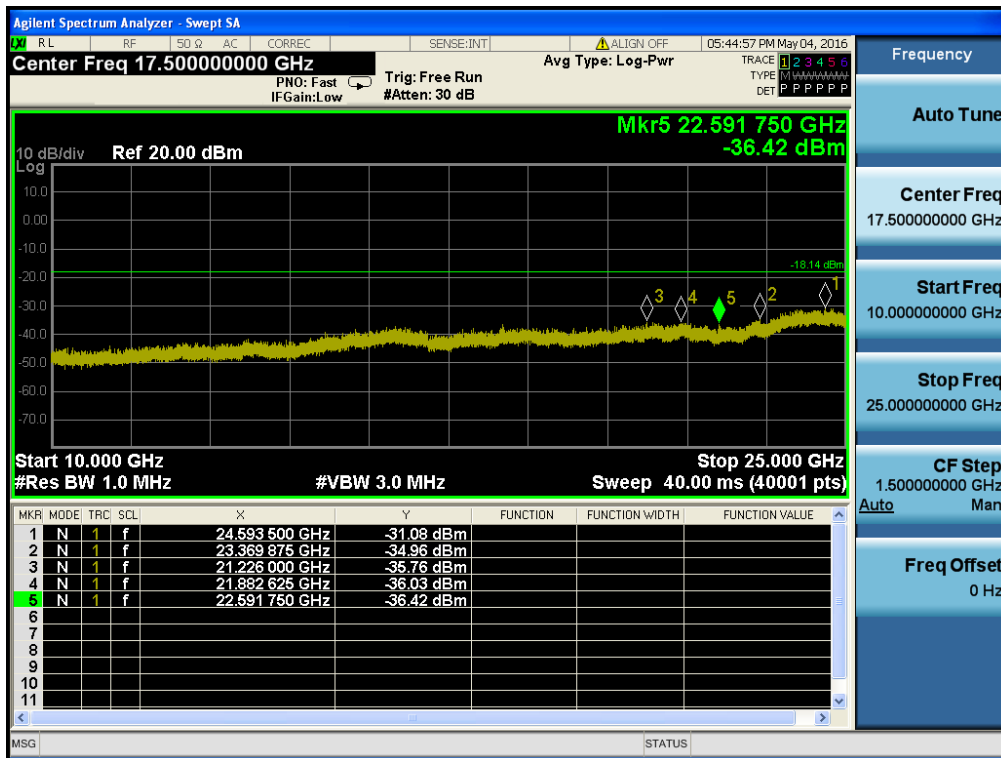 Agilent Spectrum Analyzer - Swept SA
LXI RL RF 50 Ω AC CORREC SENSE:INT ALIGN OFF 05:44:57 PM May 04, 2016
Center Freq 17.500000000 GHz
PNO: Fast
IFGain:Low
Trig: Free Run
#Atten: 30 dB
Avg Type: Log-Pwr
TRACE 1 2 3 4 5 6
TYPE M
DET P P P P P P
Mkr5 22.591 750 GHz
-36.42 dBm
10 dB/div Ref 20.00 dBm
Log
10.0
0.00
-10.0
-18.14 dBm
-20.0
-30.0
-40.0
-50.0
-60.0
-70.0
3 4 5 2 1
Start 10.000 GHz Stop 25.000 GHz
#Res BW 1.0 MHz #VBW 3.0 MHz Sweep 40.00 ms (40001 pts)
MKR MODE TRC SCL X Y FUNCTION FUNCTION WIDTH FUNCTION VALUE
1 N 1 f 24.593 500 GHz -31.08 dBm
2 N 1 f 23.369 875 GHz -34.96 dBm
3 N 1 f 21.226 000 GHz -35.76 dBm
4 N 1 f 21.882 625 GHz -36.03 dBm
5 N 1 f 22.591 750 GHz -36.42 dBm
6
7
8
9
10
11
MSG STATUS
Frequency
Auto Tune
Center Freq
17.500000000 GHz
Start Freq
10.000000000 GHz
Stop Freq
25.000000000 GHz
CF Step
1.500000000 GHz
Auto Man
Freq Offset
0 Hz